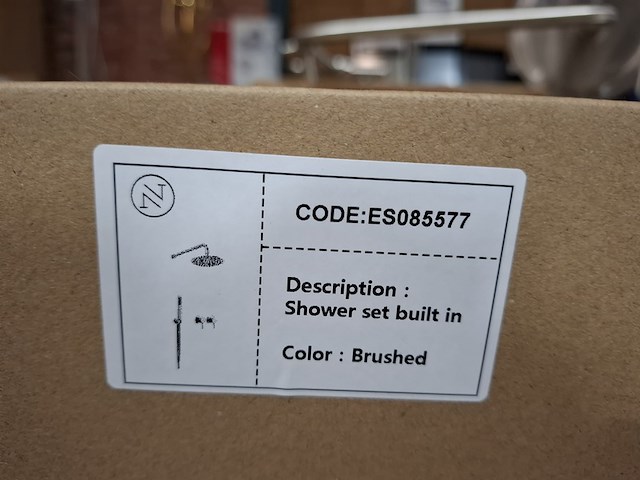 CODE:ES085577
Description :
Shower set built in
Color : Brushed